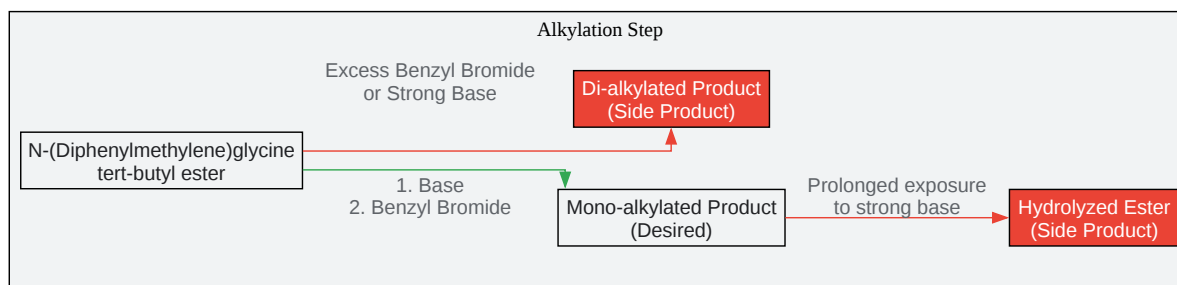 Alkylation Step
Excess Benzyl Bromide
or Strong Base
Di-alkylated Product
(Side Product)
N-(Diphenylmethylene)glycine
tert-butyl ester
1. Base
2. Benzyl Bromide
Mono-alkylated Product
(Desired)
Prolonged exposure
to strong base
Hydrolyzed Ester
(Side Product)